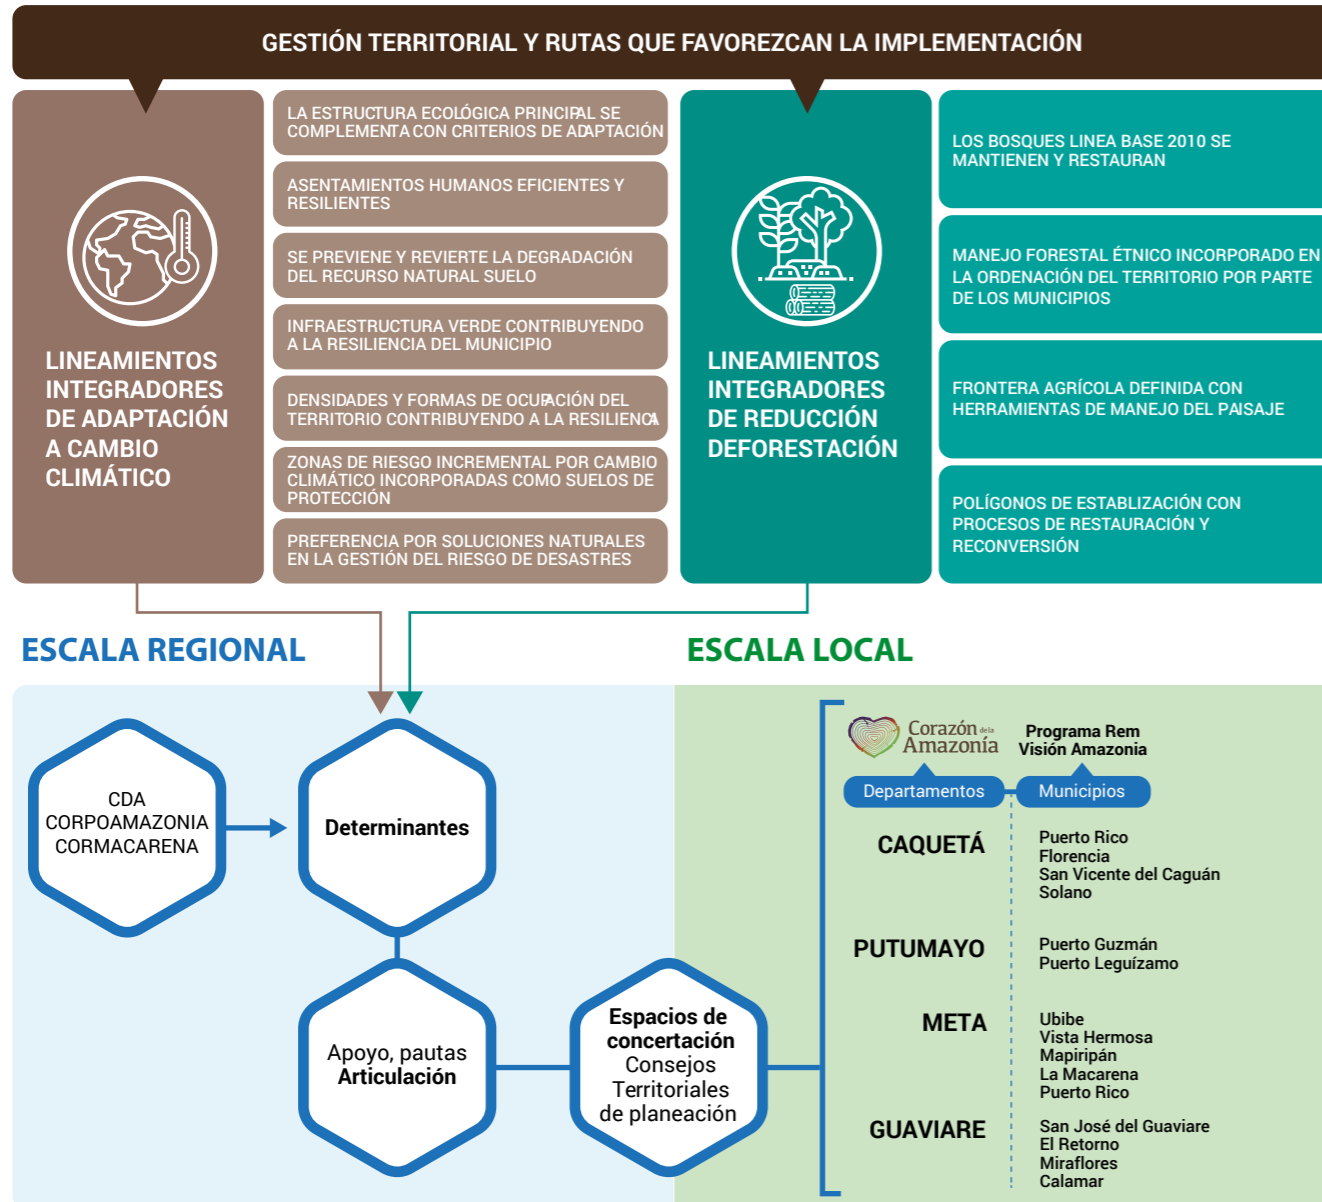 GESTIÓN TERRITORIAL Y RUTAS QUE FAVOREZCAN LA IMPLEMENTACIÓN
LINEAMIENTOS
INTEGRADORES
DE ADAPTACIÓN
A CAMBIO
CLIMÁTICO
LA ESTRUCTURA ECOLÓGICA PRINCIPAL SE
COMPLEMENTA CON CRITERIOS DE ADAPTACIÓN
ASENTAMIENTOS HUMANOS EFICIENTES Y
RESILIENTES
SE PREVIENE Y REVIERTE LA DEGRADACIÓN
DEL RECURSO NATURAL SUELO
INFRAESTRUCTURA VERDE CONTRIBUYENDO
A LA RESILIENCIA DEL MUNICIPIO
DENSIDADES Y FORMAS DE OCUPACIÓN DEL
TERRITORIO CONTRIBUYENDO A LA RESILIENCA
ZONAS DE RIESGO INCREMENTAL POR CAMBIO
CLIMÁTICO INCORPORADAS COMO SUELOS DE
PROTECCIÓN
PREFERENCIA POR SOLUCIONES NATURALES
EN LA GESTIÓN DEL RIESGO DE DESASTRES
LINEAMIENTOS
INTEGRADORES
DE REDUCCIÓN
DEFORESTACIÓN
LOS BOSQUES LINEA BASE 2010 SE
MANTIENEN Y RESTAURAN
MANEJO FORESTAL ÉTNICO INCORPORADO EN
LA ORDENACIÓN DEL TERRITORIO POR PARTE
DE LOS MUNICIPIOS
FRONTERA AGRÍCOLA DEFINIDA CON
HERRAMIENTAS DE MANEJO DEL PAISAJE
POLÍGONOS DE ESTABLIZACIÓN CON
PROCESOS DE RESTAURACIÓN Y
RECONVERSIÓN
ESCALA REGIONAL
CDA
CORPOAMAZONIA
CORMACARENA
Determinantes
Apoyo, pautas
Articulación
Espacios de
concertación
Consejos
Territoriales
de planeación
ESCALA LOCAL
Corazón de la
Amazonía
Programa Rem
Visión Amazonia
Departamentos
Municipios
CAQUETÁ
Puerto Rico
Florencia
San Vicente del Caguán
Solano
PUTUMAYO
Puerto Guzmán
Puerto Leguízamo
META
Ubibe
Vista Hermosa
Mapiripán
La Macarena
Puerto Rico
GUAVIARE
San José del Guaviare
El Retorno
Miraflores
Calamar